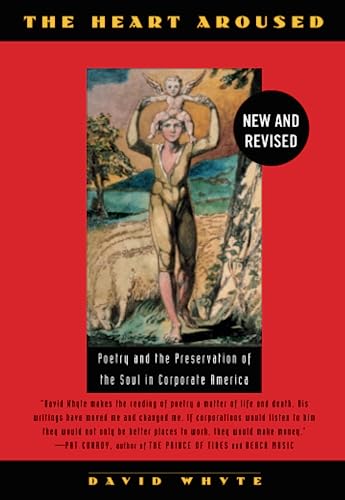 THE HEART AROUSED
NEW AND
REVISED
Poetry and the Preservation of
the Soul in Corporate America
"David Whyte makes the reading of poetry a matter of life and death. His
writings have moved me and changed me. If corporations would listen to him
they would not only be better places to work, they would make money."
—PAT CONROY, author of THE PRINCE OF TIDES and BEACH MUSIC
DAVID WHYTE